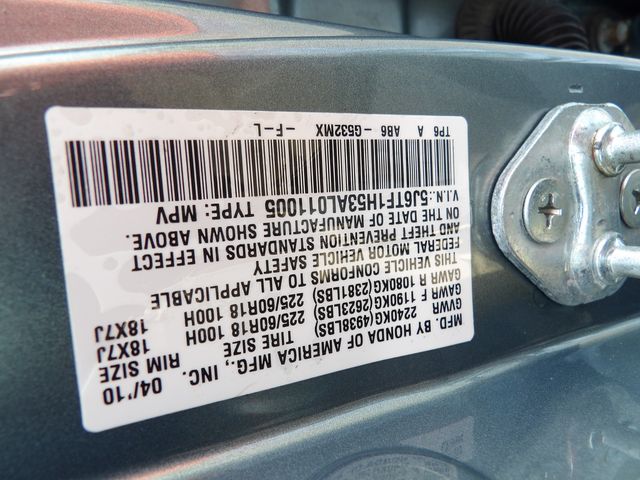 MFD. BY HONDA OF AMERICA MFG., INC. 04/'10
GVWR 2240KG(4938LBS) TIRE SIZE RIM SIZE
GAWR F 1190KG(2623LBS) 225/60R18 100H 18X7J
GAWR R 1080KG(2381LBS) 225/60R18 100H 18X7J
THIS VEHICLE CONFORMS TO ALL APPLICABLE
FEDERAL MOTOR VEHICLE SAFETY
AND THEFT PREVENTION STANDARDS IN EFFECT
ON THE DATE OF MANUFACTURE SHOWN ABOVE.
V.I.N.:5J6TF1H53AL011005 TYPE: MPV
TP6 A AB6 -G532MX -F-L